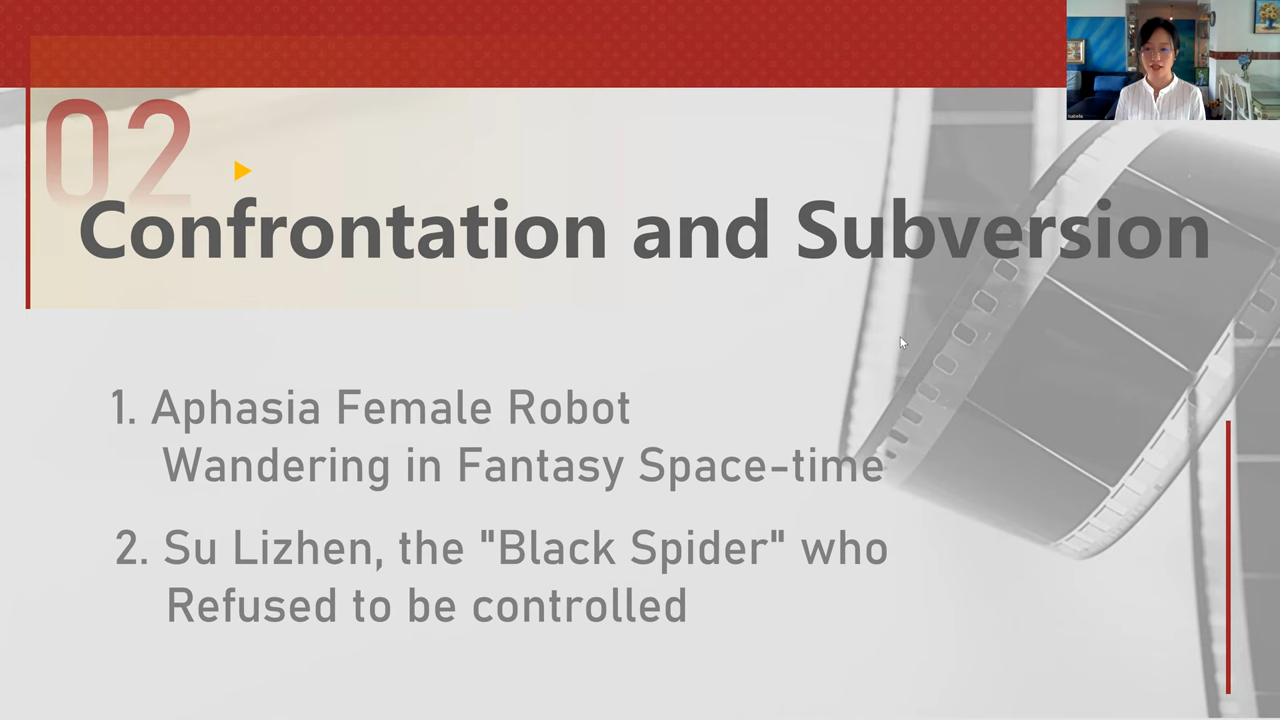 02
Confrontation and Subversion
1. Aphasia Female Robot
Wandering in Fantasy Space-time
2. Su Lizhen, the "Black Spider" who
Refused to be controlled